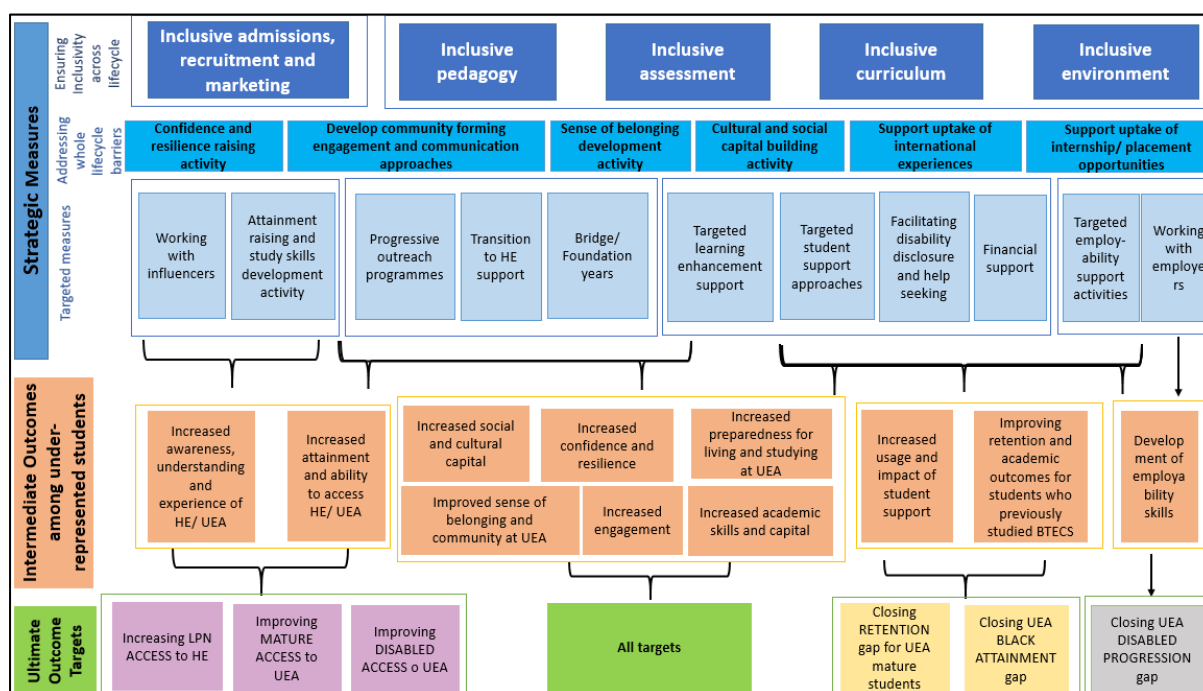 Strategic Measures
Ensuring
Inclusivity
across
lifecycle
Inclusive admissions,
recruitment and
marketing
Inclusive
pedagogy
Inclusive
assessment
Inclusive
curriculum
Inclusive
environment
Addressing
whole
lifecycle
barriers
Confidence and
resilience raising
activity
Develop community forming
engagement and communication
approaches
Sense of belonging
development
activity
Cultural and social
capital building
activity
Support uptake of
international
experiences
Support uptake of
internship/ placement
opportunities
Targeted measures
Working
with
influencers
Attainment
raising and
study skills
development
activity
Progressive
outreach
programmes
Transition
to HE
support
Bridge/
Foundation
years
Targeted
learning
enhancement
support
Targeted
student
support
approaches
Facilitating
disability
disclosure
and help
seeking
Financial
support
Targeted
employ-
ability
support
activities
Working
with
employe
rs
Intermediate Outcomes
among under-
represented students
Increased
awareness,
understanding
and
experience of
HE/ UEA
Increased
attainment
and ability
to access
HE/ UEA
Increased social
and cultural
capital
Increased
confidence and
resilience
Increased
preparedness for
living and studying
at UEA
Improved sense of
belonging and
community at UEA
Increased
engagement
Increased academic
skills and capital
Increased
usage and
impact of
student
support
Improving
retention and
academic
outcomes for
students who
previously
studied BTECS
Develop
ment of
employa
bility
skills
Ultimate
Outcome
Targets
Increasing LPN
ACCESS to HE
Improving
MATURE
ACCESS to
UEA
Improving
DISABLED
ACCESS o UEA
All targets
Closing
RETENTION
gap for UEA
mature
students
Closing UEA
BLACK
ATTAINMENT
gap
Closing UEA
DISABLED
PROGRESSION
gap